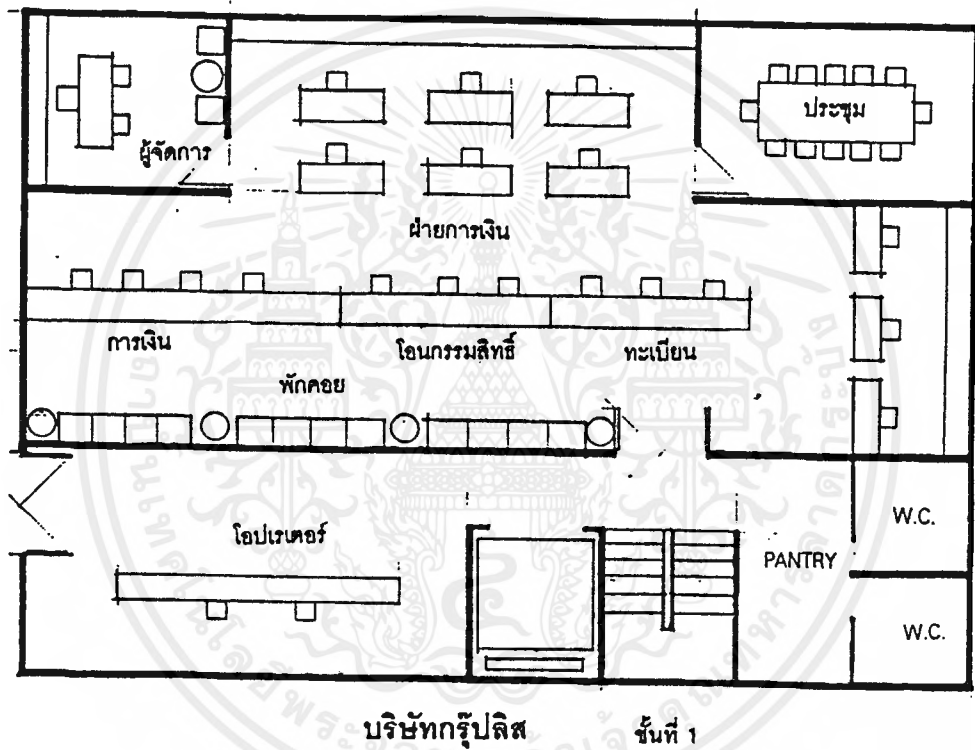 ประชุม
ผู้จัดการ
ฝ่ายการเงิน
การเงิน
โอนกรรมสิทธิ์
ทะเบียน
พักคอย
โอปเรเตอร์
W.C.
PANTRY
W.C.
บริษัทกรุ๊ปลิส ชั้นที่ 1